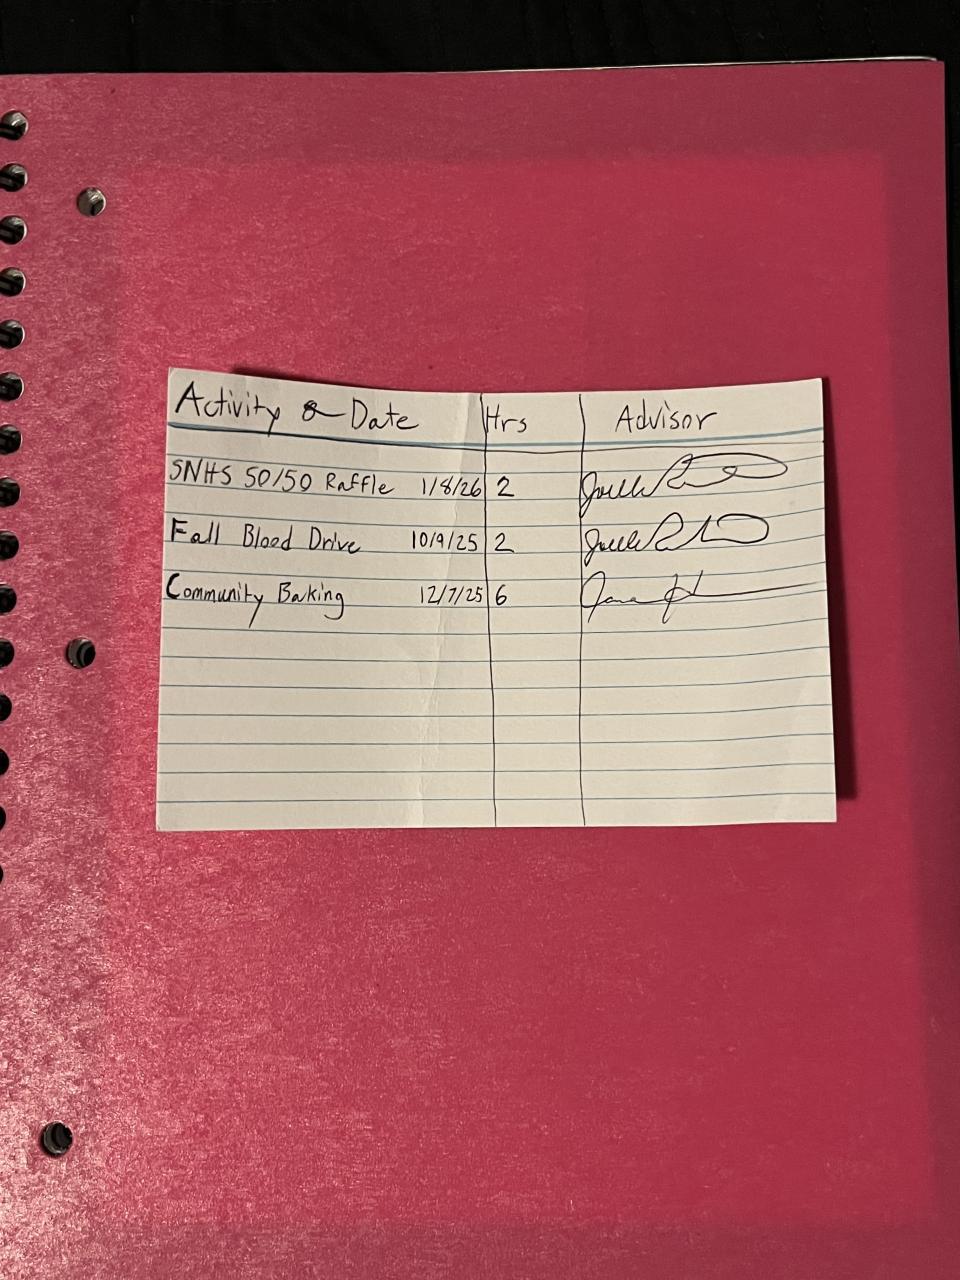 Activity & Date Hrs Advisor
SNHS 50/50 Raffle 1/8/26 2
Fall Blood Drive 10/9/25 2
Community Baking 12/7/25 6